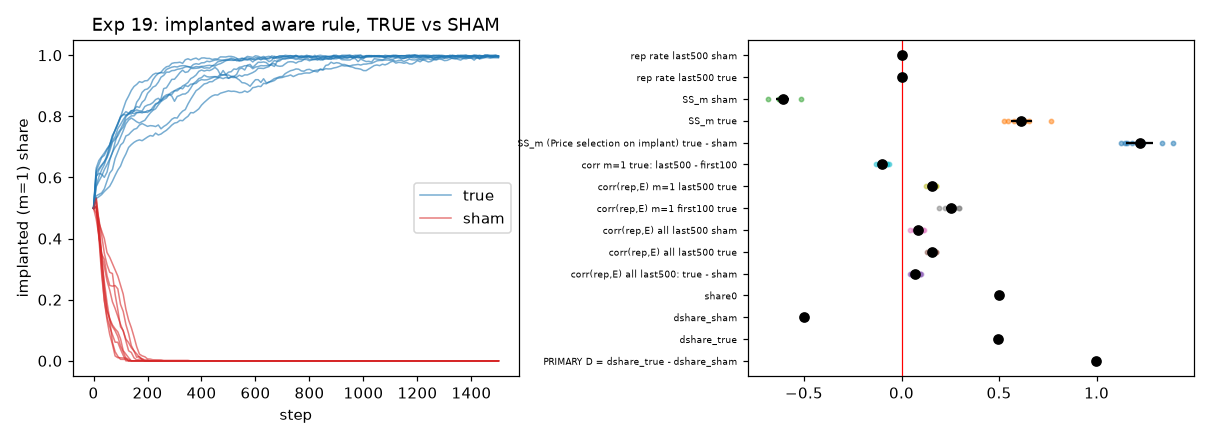 Exp 19: implanted aware rule, TRUE vs SHAM
implanted (m=1) share
1.0
0.8
0.6
0.4
0.2
0.0
true
sham
0
200
400
600
800
1000
1200
1400
step
rep rate last500 sham
rep rate last500 true
SS_m sham
SS_m true
SS_m (Price selection on implant) true - sham
corr m=1 true: last500 - first100
corr(rep,E) m=1 last500 true
corr(rep,E) m=1 first100 true
corr(rep,E) all last500 sham
corr(rep,E) all last500 true
corr(rep,E) all last500: true - sham
share0
dshare_sham
dshare_true
PRIMARY D = dshare_true - dshare_sham
−0.5
0.0
0.5
1.0